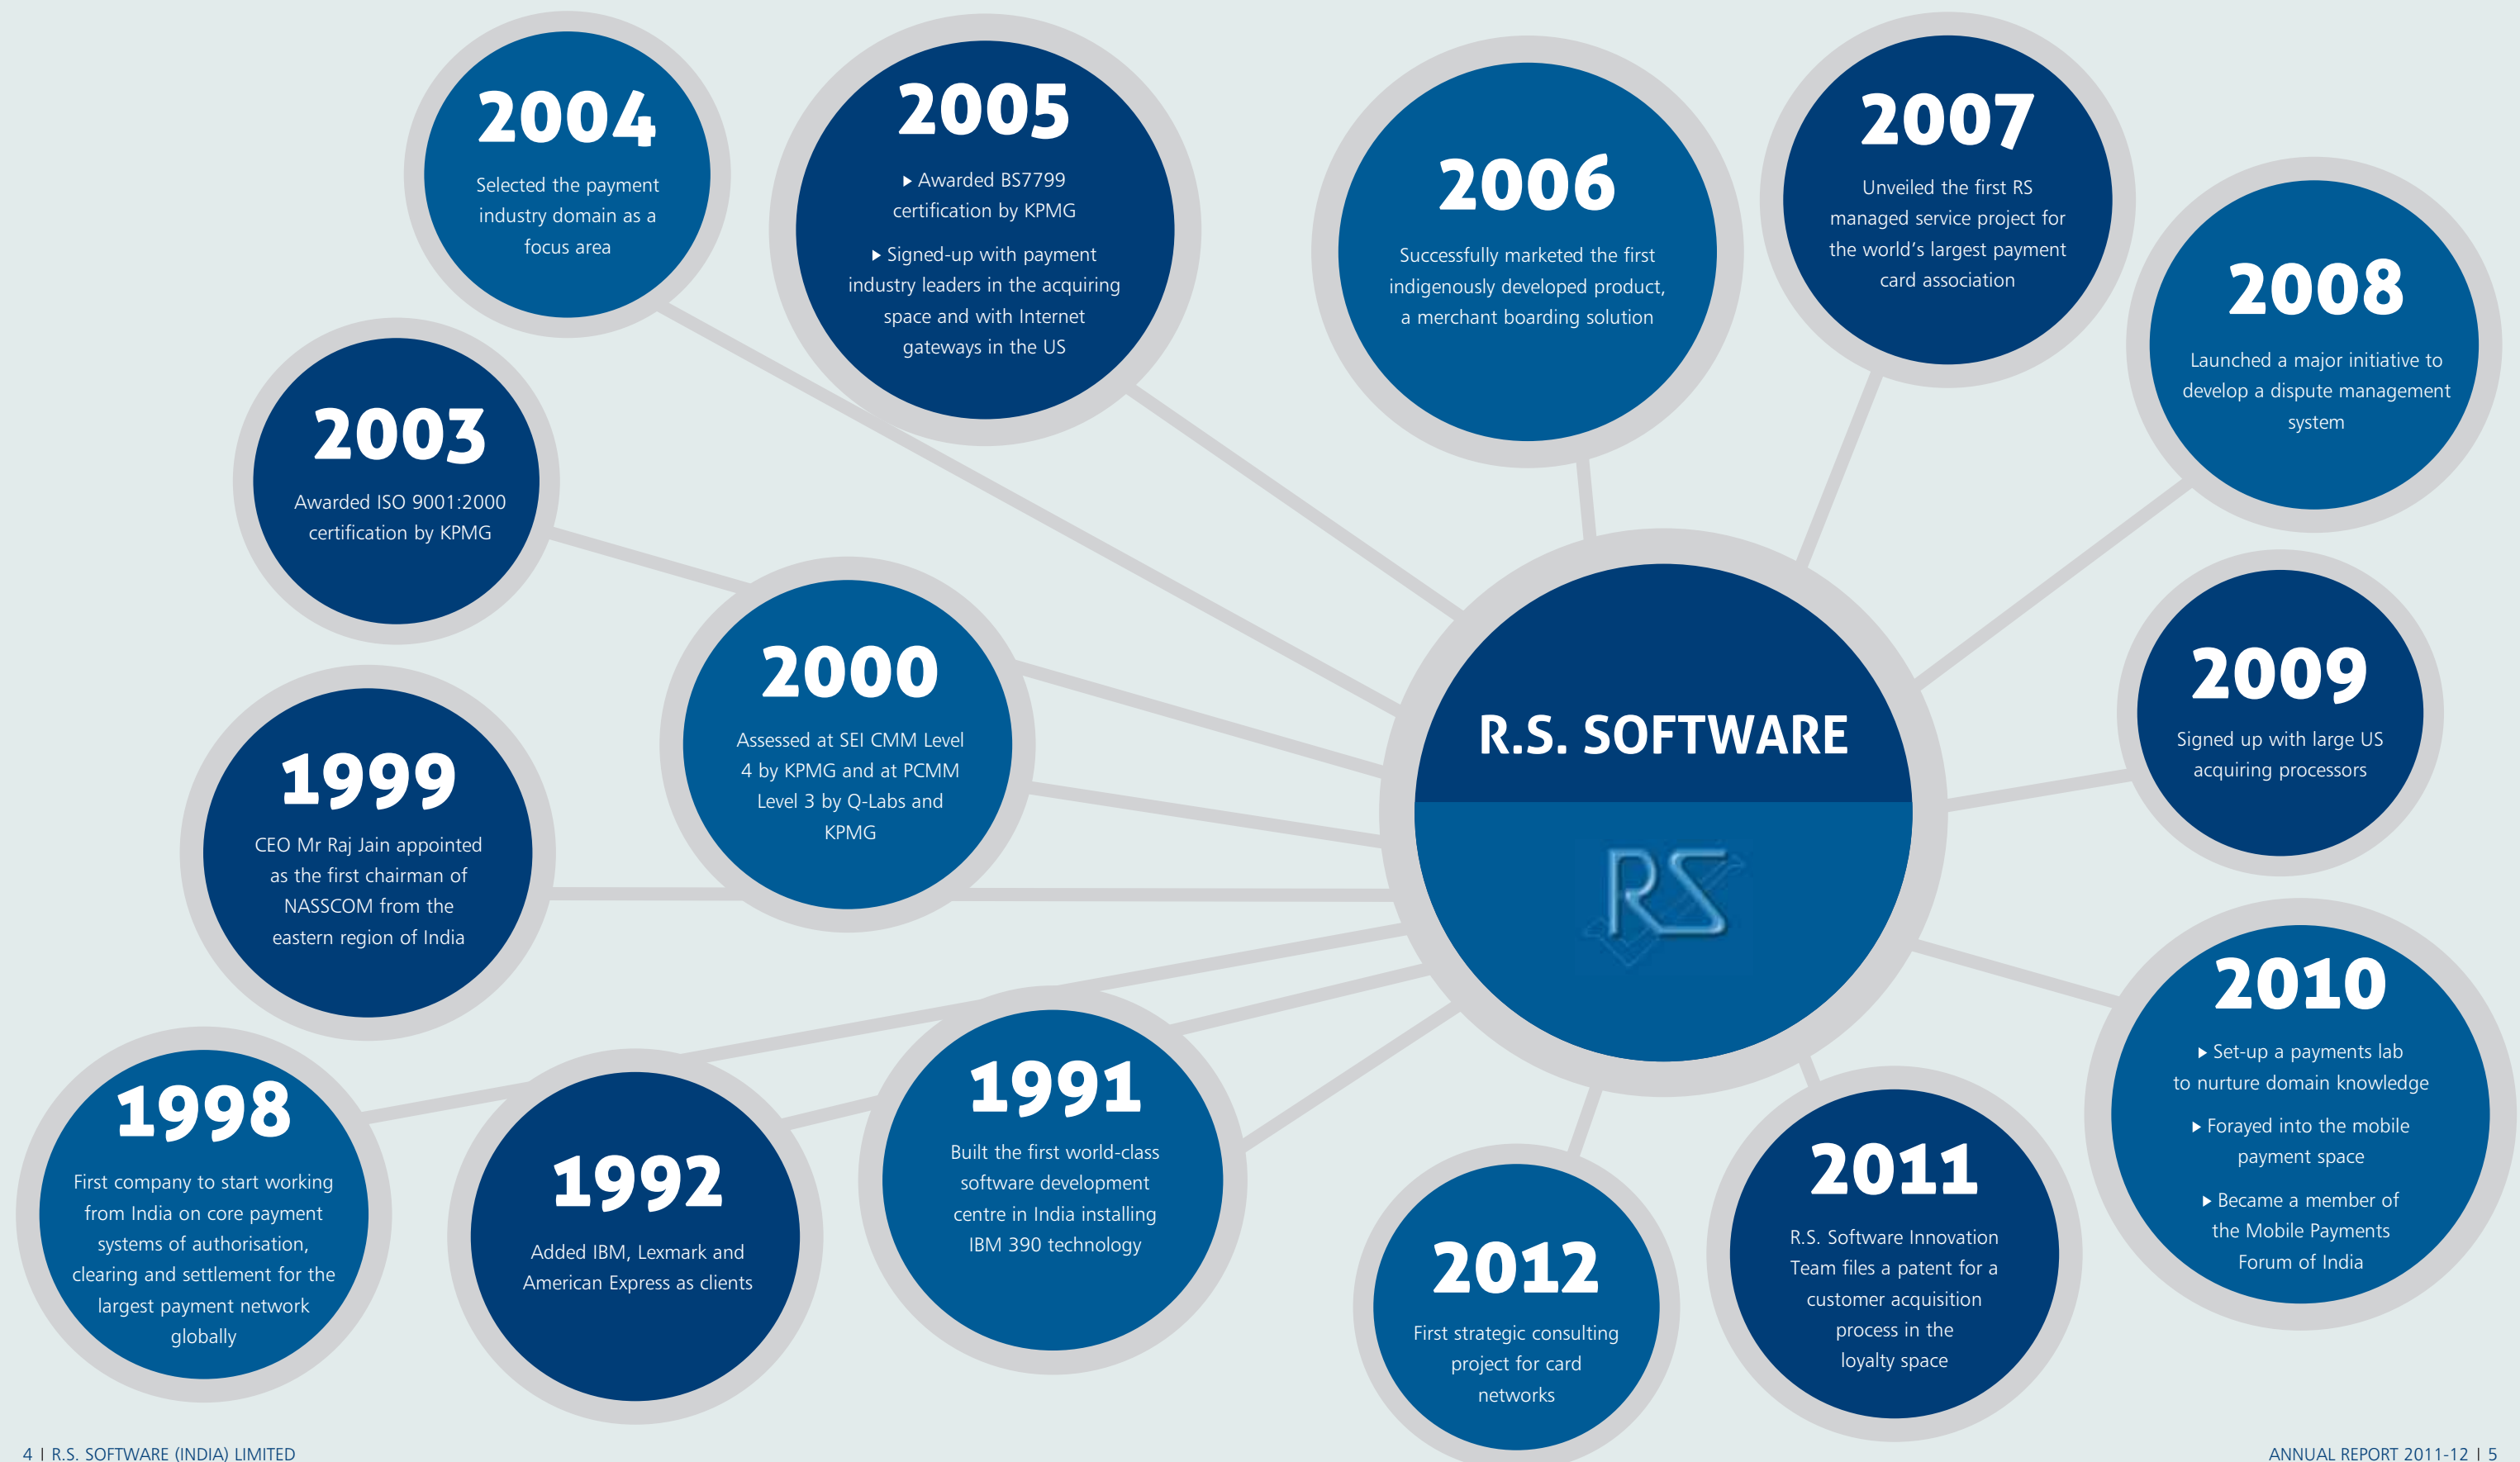 2004
Selected the payment
industry domain as a
focus area
2005
▶ Awarded BS7799
certification by KPMG
▶ Signed-up with payment
industry leaders in the acquiring
space and with Internet
gateways in the US
2006
Successfully marketed the first
indigenously developed product,
a merchant boarding solution
2007
Unveiled the first RS
managed service project for
the world's largest payment
card association
2008
Launched a major initiative to
develop a dispute management
system
2003
Awarded ISO 9001:2000
certification by KPMG
2000
Assessed at SEI CMM Level
4 by KPMG and at PCMM
Level 3 by Q-Labs and
KPMG
R.S. SOFTWARE
RS
2009
Signed up with large US
acquiring processors
1999
CEO Mr Raj Jain appointed
as the first chairman of
NASSCOM from the
eastern region of India
2010
▶ Set-up a payments lab
to nurture domain knowledge
▶ Forayed into the mobile
payment space
▶ Became a member of
the Mobile Payments
Forum of India
1998
First company to start working
from India on core payment
systems of authorisation,
clearing and settlement for the
largest payment network
globally
1992
Added IBM, Lexmark and
American Express as clients
1991
Built the first world-class
software development
centre in India installing
IBM 390 technology
2012
First strategic consulting
project for card
networks
2011
R.S. Software Innovation
Team files a patent for a
customer acquisition
process in the
loyalty space
4 | R.S. SOFTWARE (INDIA) LIMITED
ANNUAL REPORT 2011-12 | 5